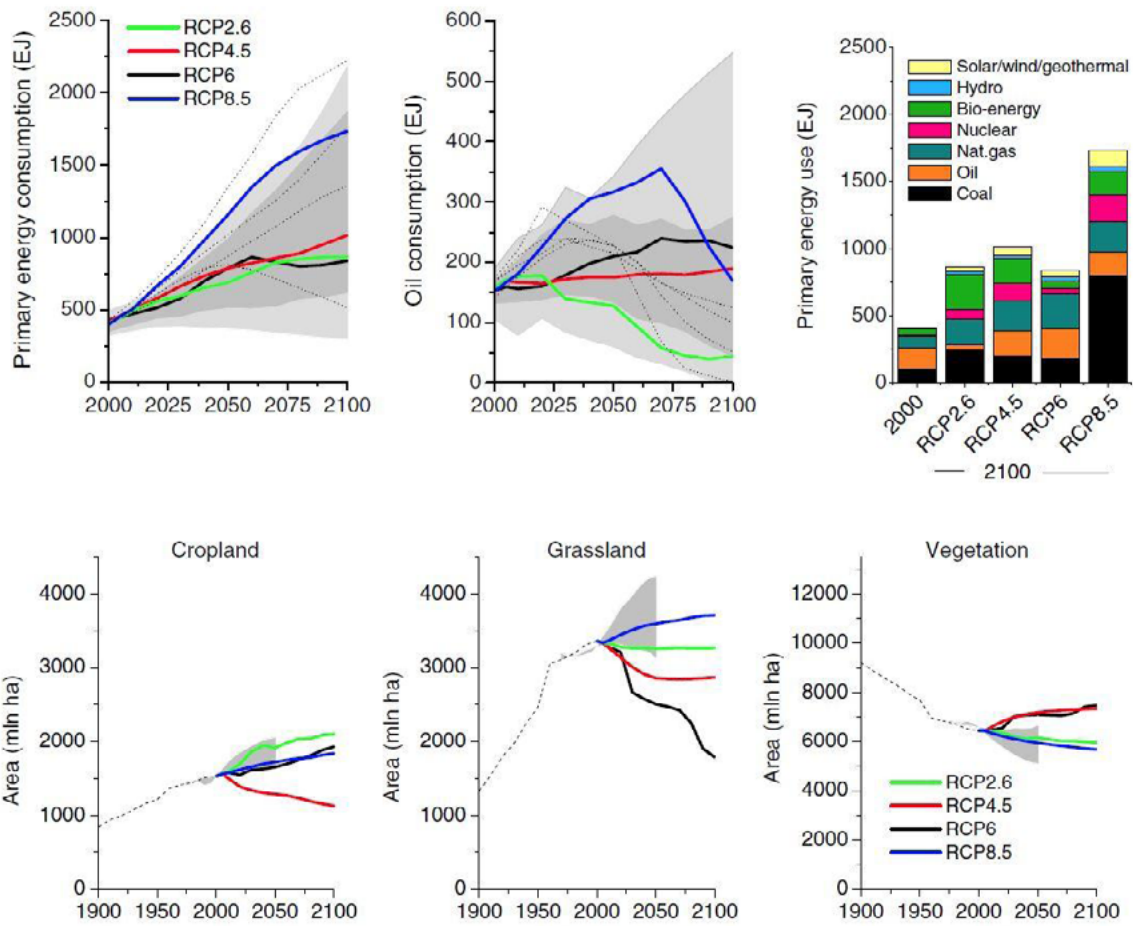 Primary energy consumption (EJ)
2500
2000
1500
1000
500
0
RCP2.6
RCP4.5
RCP6
RCP8.5
2000 2025 2050 2075 2100
Oil consumption (EJ)
600
500
400
300
200
100
0
2000 2025 2050 2075 2100
Primary energy use (EJ)
2500
2000
1500
1000
500
0
Solar/wind/geothermal
Hydro
Bio-energy
Nuclear
Nat.gas
Oil
Coal
2000 RCP2.6 RCP4.5 RCP6 RCP8.5
2100
Cropland
Area (mln ha)
4000
3000
2000
1000
0
1900 1950 2000 2050 2100
Grassland
Area (mln ha)
4000
3000
2000
1000
0
1900 1950 2000 2050 2100
Vegetation
Area (mln ha)
12000
10000
8000
6000
4000
2000
0
RCP2.6
RCP4.5
RCP6
RCP8.5
1900 1950 2000 2050 2100